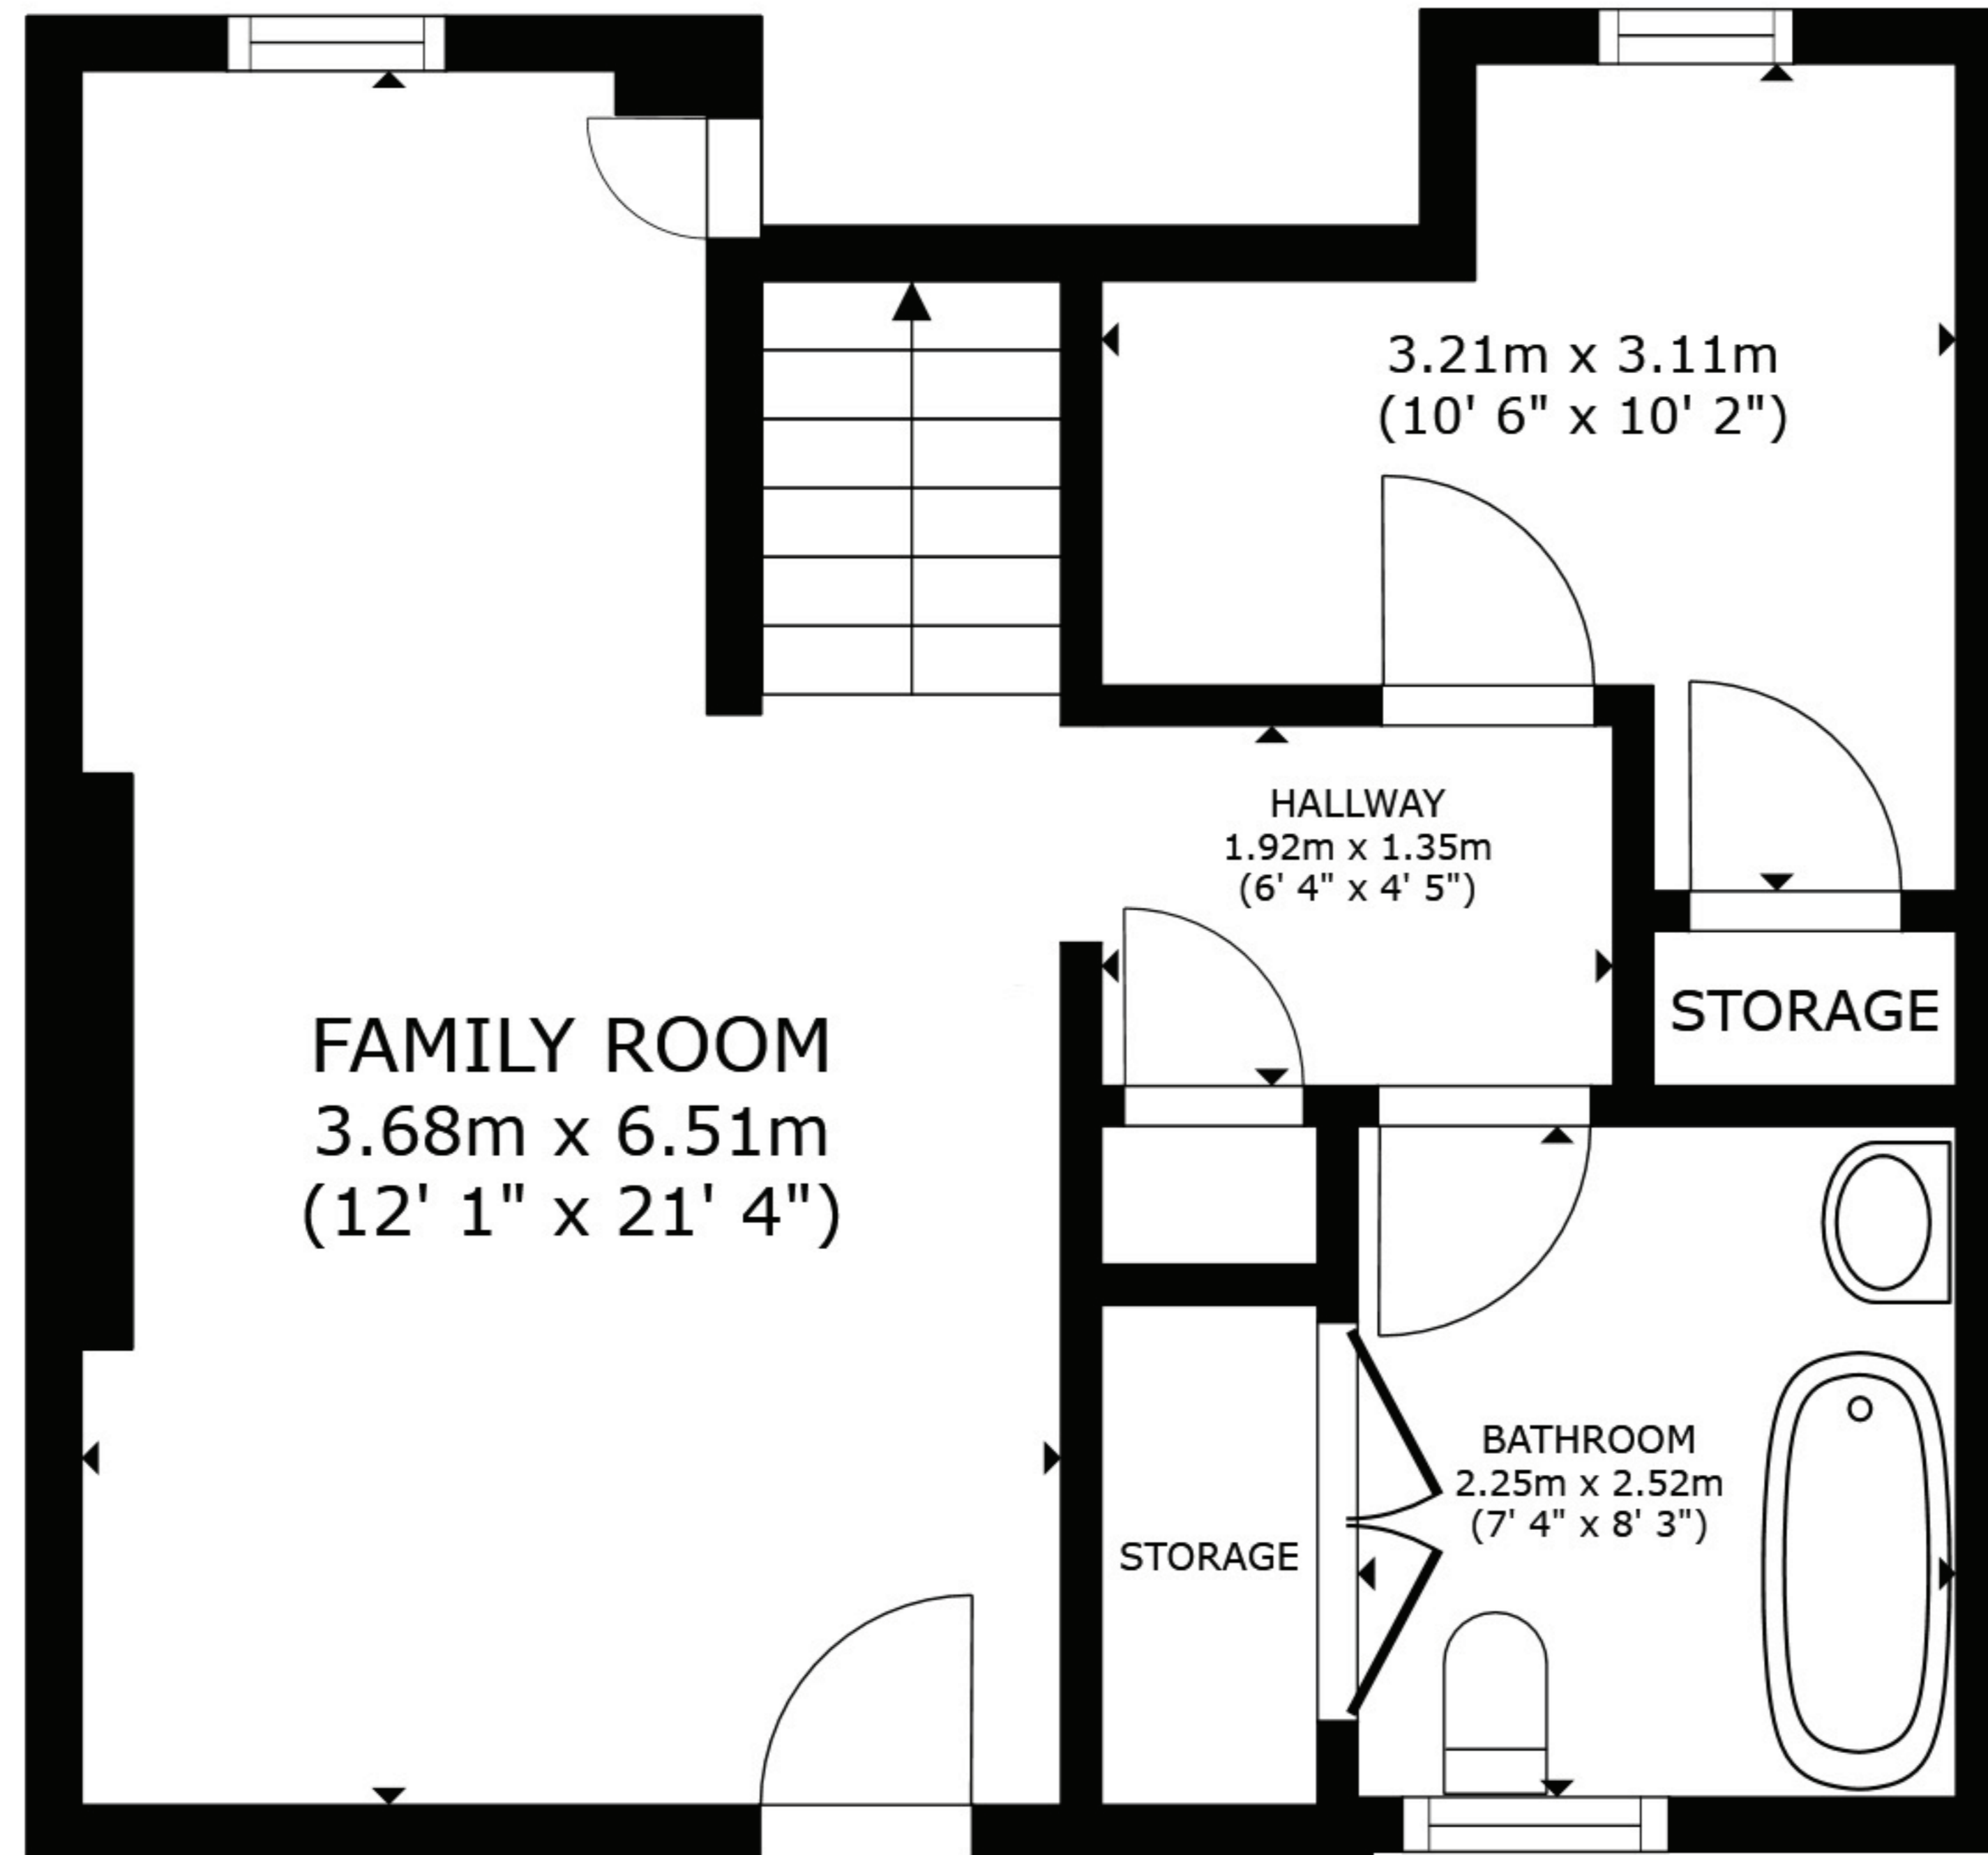 3.21m x 3.11m
(10' 6" x 10' 2")
HALLWAY
1.92m x 1.35m
(6' 4" x 4' 5")
STORAGE
FAMILY ROOM
3.68m x 6.51m
(12' 1" x 21' 4")
BATHROOM
2.25m x 2.52m
(7' 4" x 8' 3")
STORAGE